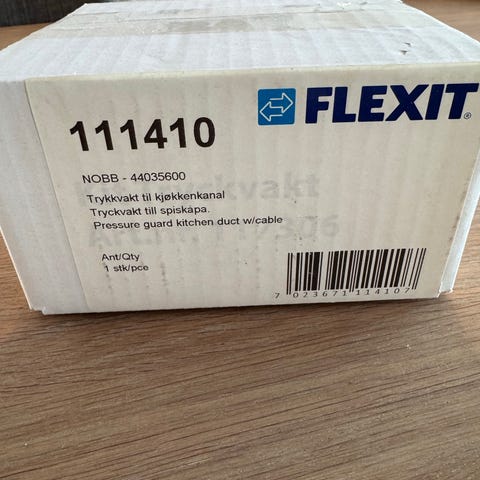 FLEXIT®
111410
NOBB - 44035600
Trykkvakt til kjøkkenkanal
Tryckvakt till spiskåpa.
Pressure guard kitchen duct w/cable
Ant/Qty
1 stk/pce
7 023671 114107